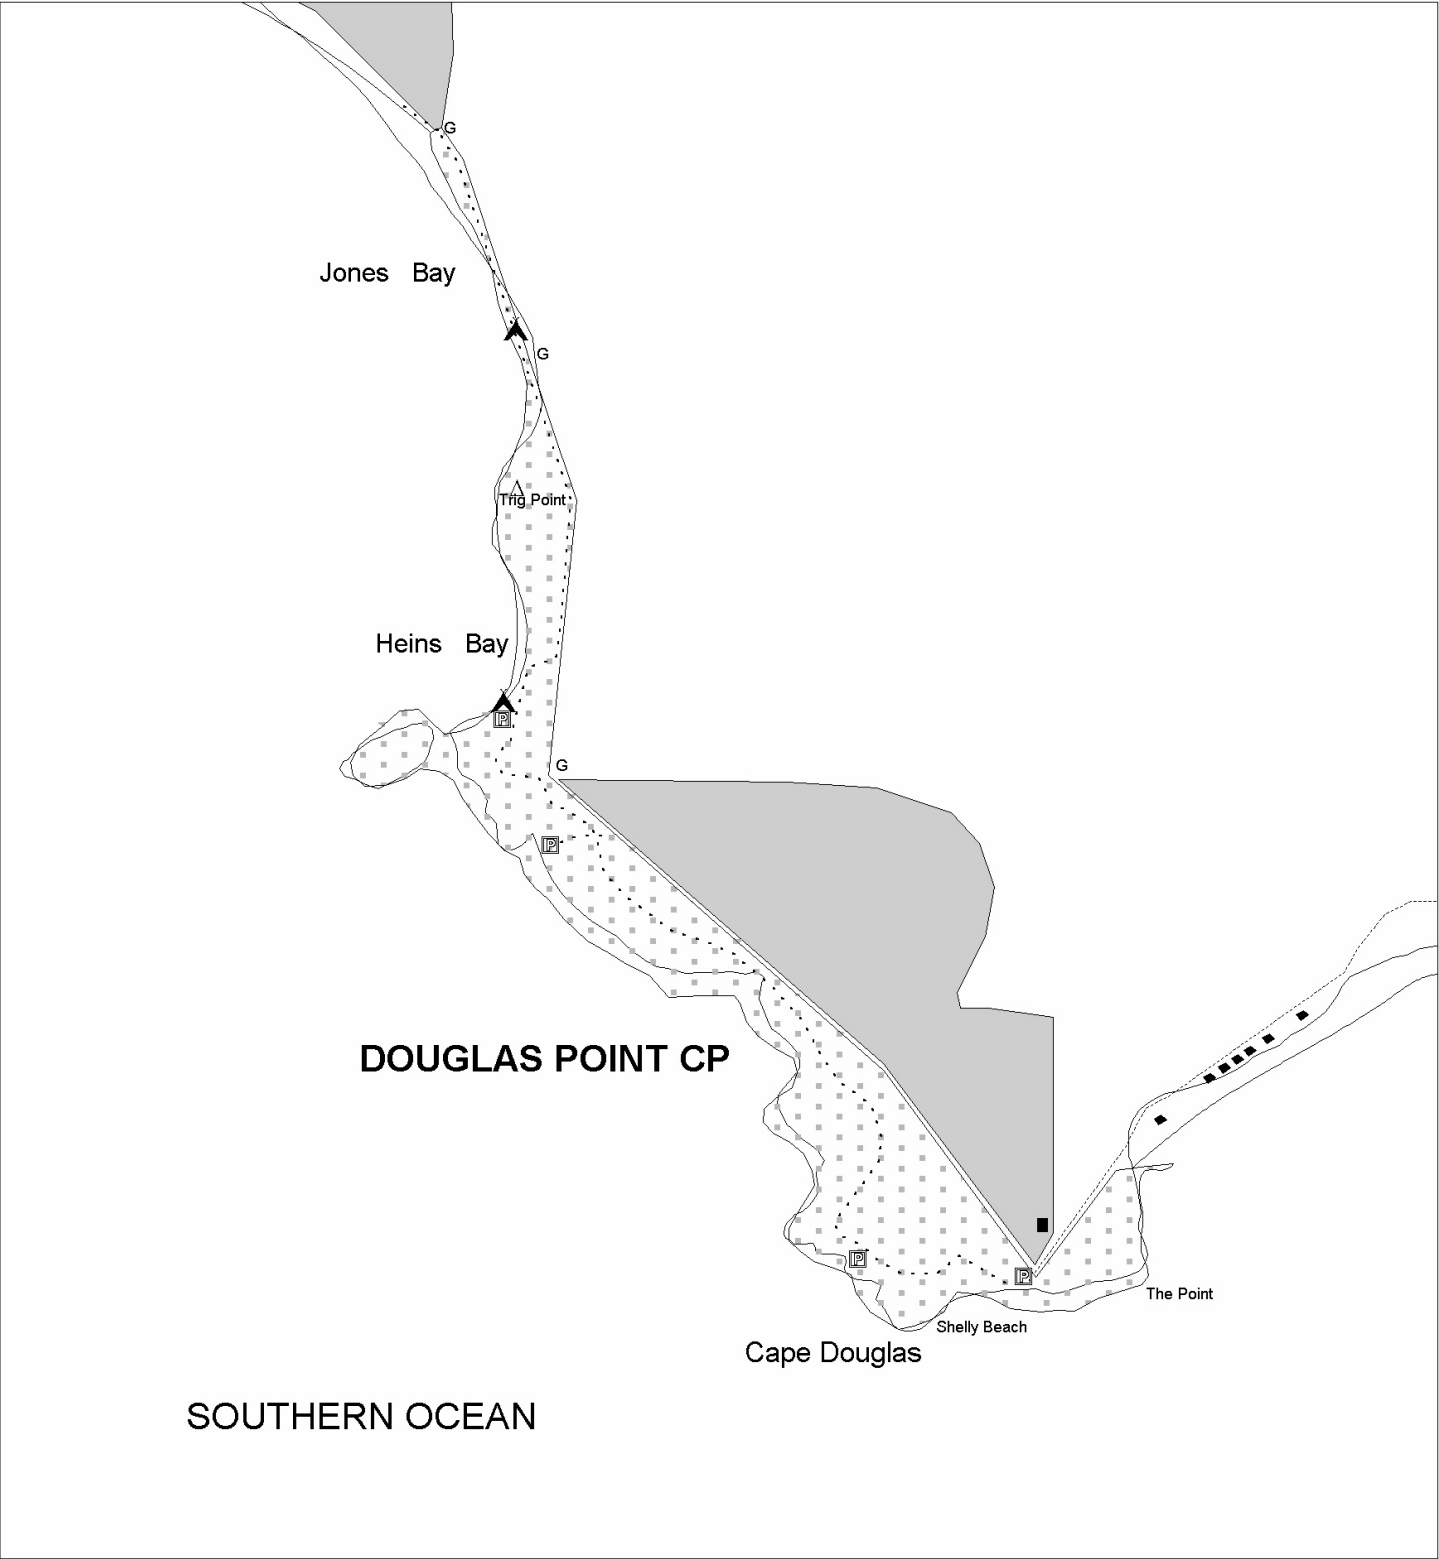 G
Jones Bay
G
Trig Point
Heins Bay
P
G
P
DOUGLAS POINT CP
P
P
The Point
Shelly Beach
Cape Douglas
SOUTHERN OCEAN